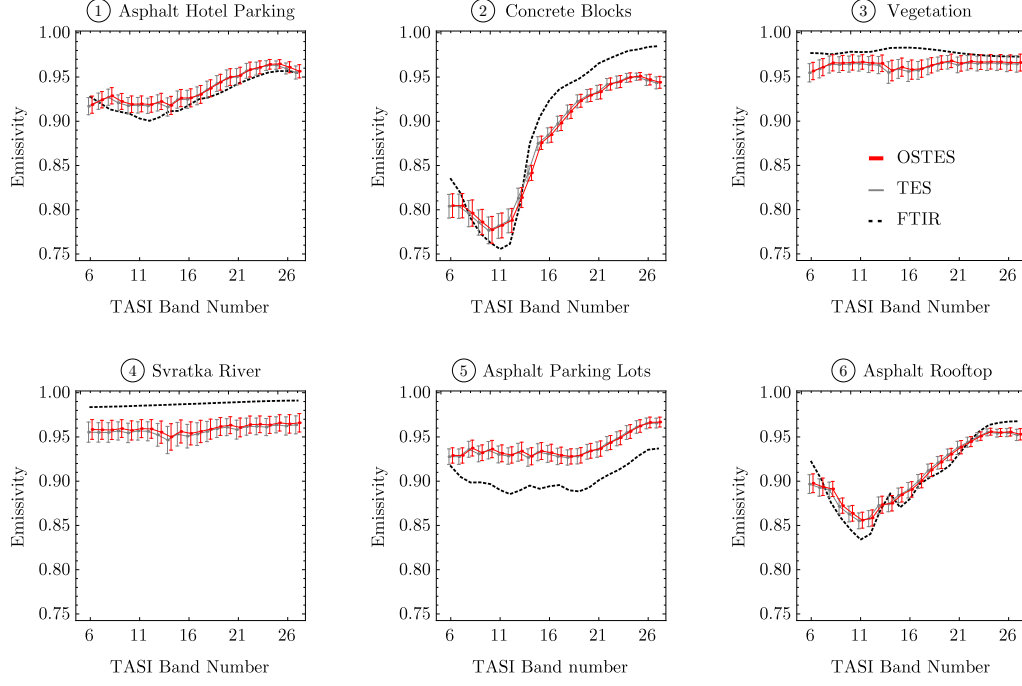 1 Asphalt Hotel Parking
2 Concrete Blocks
3 Vegetation
1.00
0.95
0.90
0.85
0.80
0.75
Emissivity
6 11 16 21 26
TASI Band Number
1.00
0.95
0.90
0.85
0.80
0.75
Emissivity
6 11 16 21 26
TASI Band Number
1.00
0.95
0.90
0.85
0.80
0.75
Emissivity
OSTES
TES
FTIR
6 11 16 21 26
TASI Band Number
4 Svratka River
5 Asphalt Parking Lots
6 Asphalt Rooftop
1.00
0.95
0.90
0.85
0.80
0.75
Emissivity
6 11 16 21 26
TASI Band Number
1.00
0.95
0.90
0.85
0.80
0.75
Emissivity
6 11 16 21 26
TASI Band number
1.00
0.95
0.90
0.85
0.80
0.75
Emissivity
6 11 16 21 26
TASI Band Number